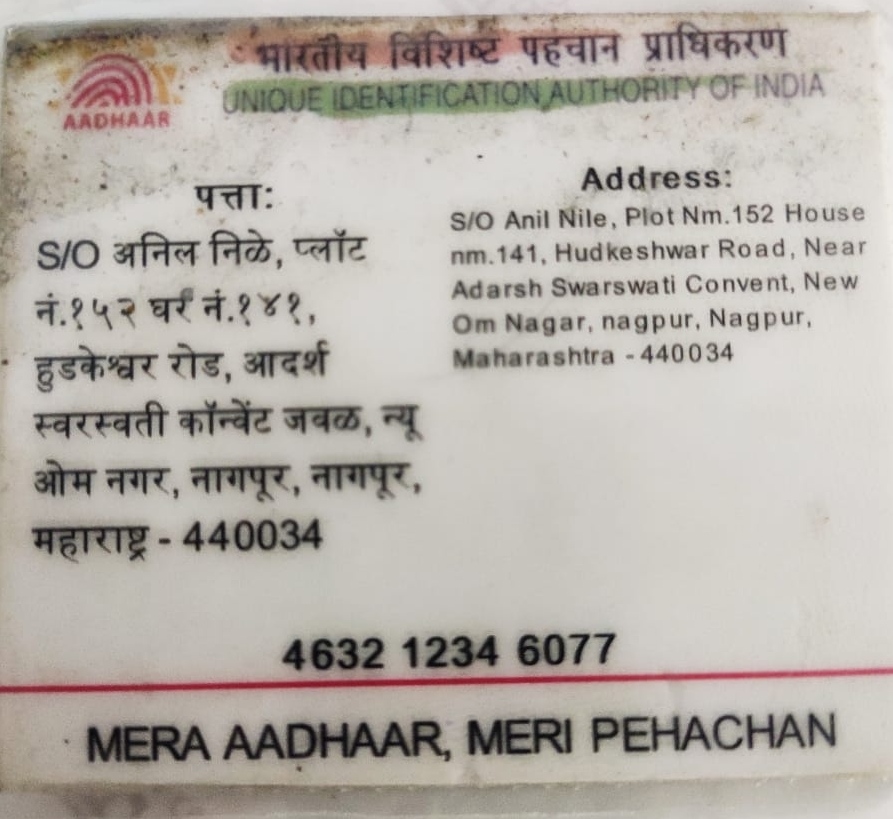 भारतीय विशिष्ट पहचान प्राधिकरण
UNIQUE IDENTIFICATION AUTHORITY OF INDIA
AADHAAR
पत्ता:
S/O अनिल निळे, प्लॉट
नं.१५२ घर नं.१४१,
हुडकेश्वर रोड, आदर्श
स्वरस्वती कॉन्वेंट जवळ, न्यू
ओम नगर, नागपूर, नागपूर,
महाराष्ट्र - 440034
Address:
S/O Anil Nile, Plot Nm.152 House
nm.141, Hudkeshwar Road, Near
Adarsh Swarswati Convent, New
Om Nagar, nagpur, Nagpur,
Maharashtra - 440034
4632 1234 6077
MERA AADHAAR, MERI PEHACHAN